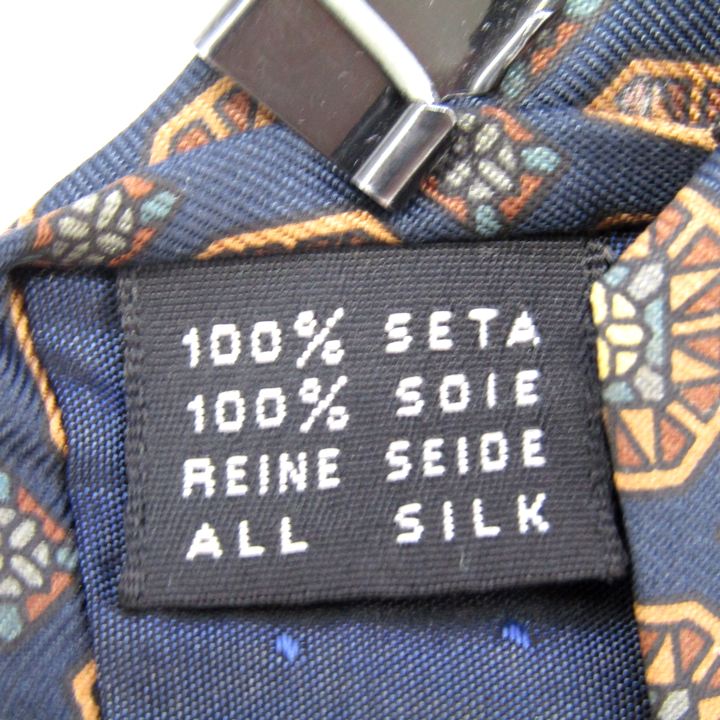 100% SETA
100% SOIE
REINE SEIDE
ALL SILK